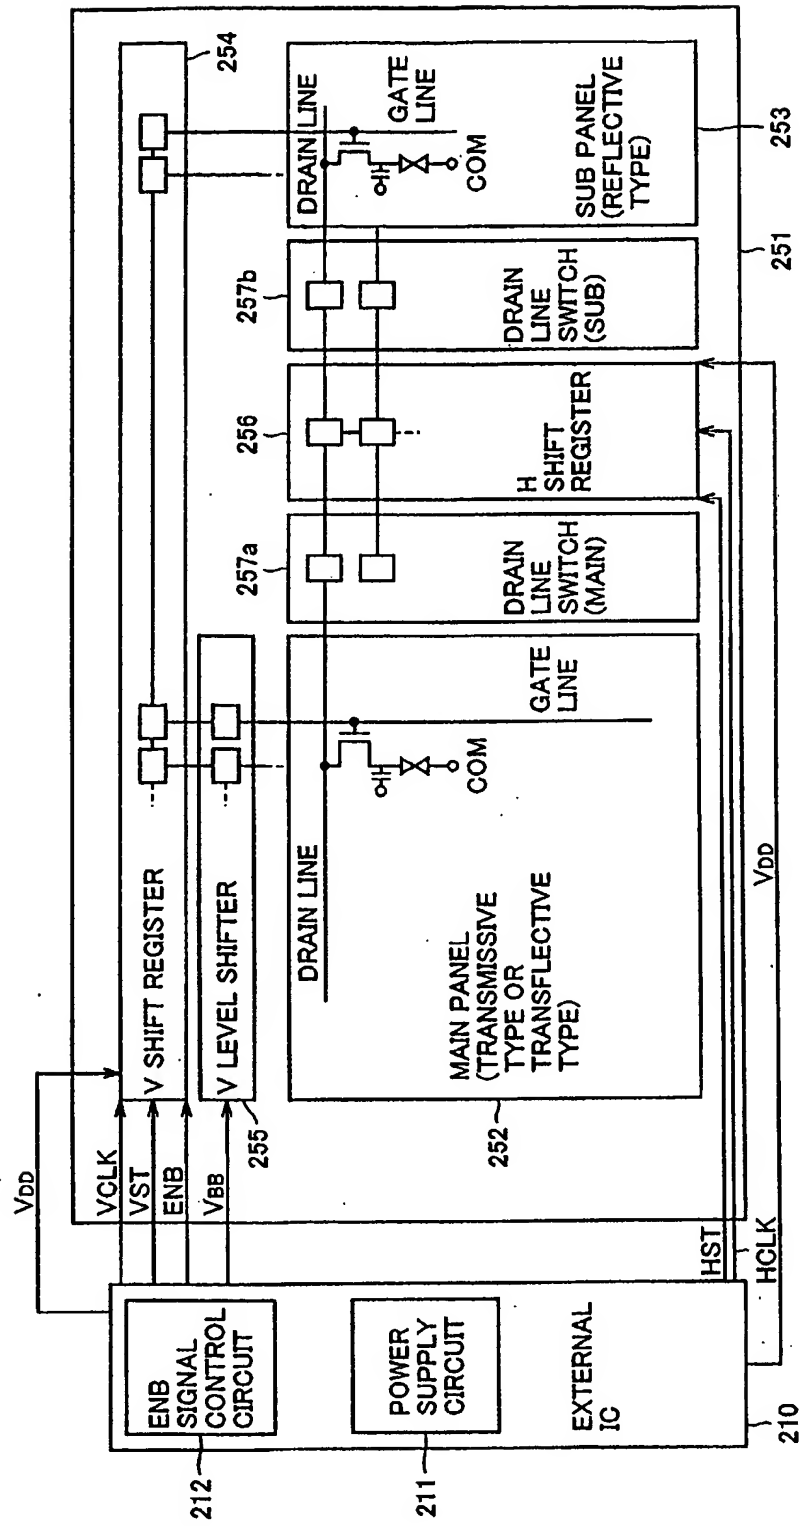 254
V SHIFT REGISTER
V LEVEL SHIFTER
255
VDD
VCLK
VST
ENB
VBB
212
ENB
SIGNAL
CONTROL
CIRCUIT
211
POWER
SUPPLY
CIRCUIT
EXTERNAL
IC
210
DRAIN LINE
GATE
LINE
COM
MAIN PANEL
(TRANSMISSIVE
TYPE OR
TRANSFLECTIVE
TYPE)
252
257a
DRAIN
LINE
SWITCH
(MAIN)
256
H
SHIFT
REGISTER
257b
DRAIN
LINE
SWITCH
(SUB)
DRAIN LINE
GATE
LINE
COM
SUB PANEL
(REFLECTIVE
TYPE)
253
251
HST
HCLK
VDD